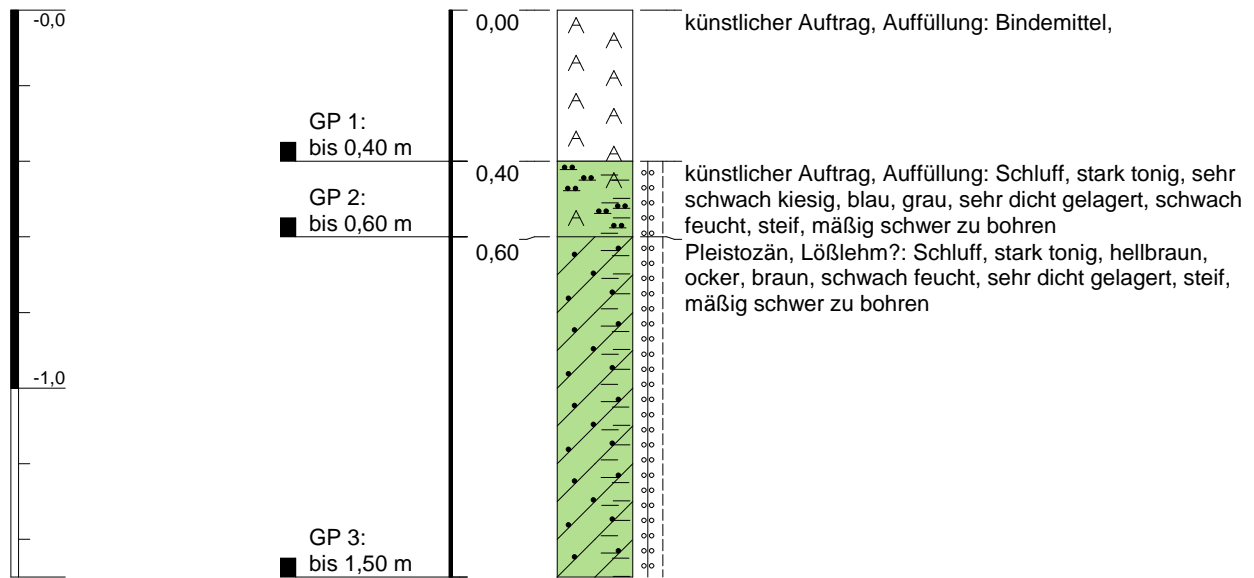 -0,0
0,00
künstlicher Auftrag, Auffüllung: Bindemittel,
GP 1:
bis 0,40 m
0,40
künstlicher Auftrag, Auffüllung: Schluff, stark tonig, sehr
schwach kiesig, blau, grau, sehr dicht gelagert, schwach
feucht, steif, mäßig schwer zu bohren
GP 2:
bis 0,60 m
0,60
Pleistozän, Lößlehm?: Schluff, stark tonig, hellbraun,
ocker, braun, schwach feucht, sehr dicht gelagert, steif,
mäßig schwer zu bohren
-1,0
GP 3:
bis 1,50 m